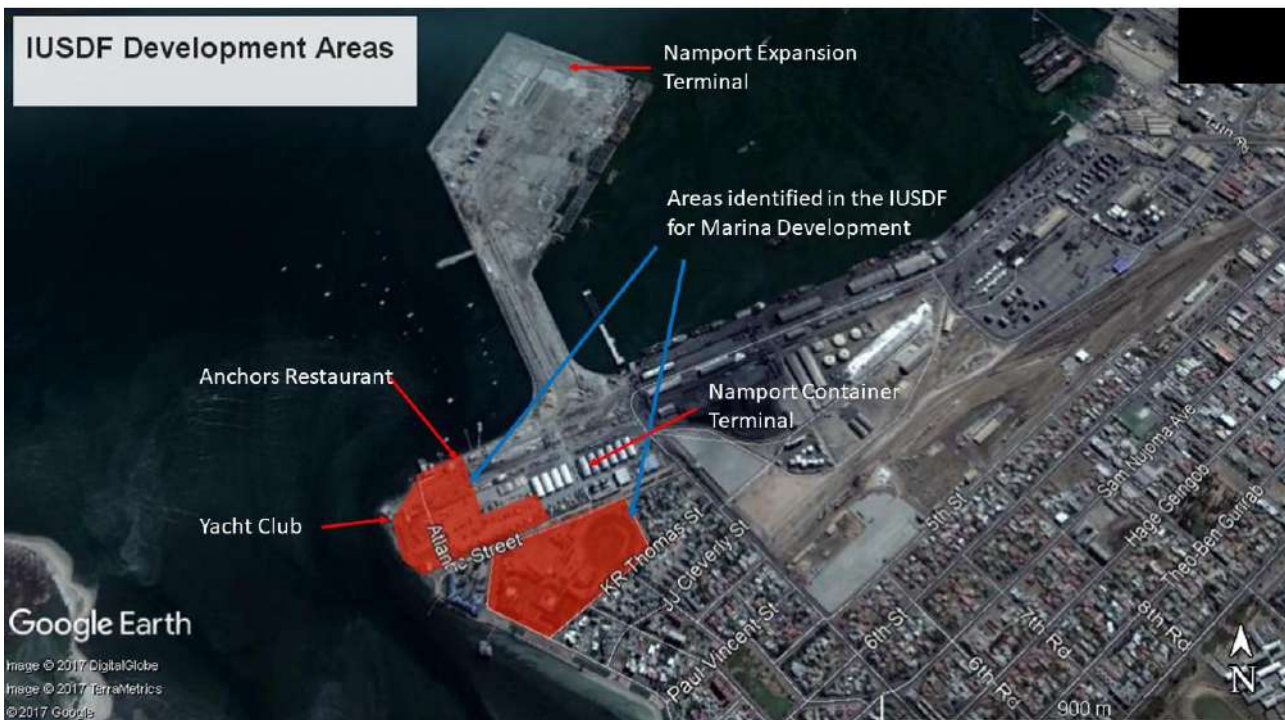 IUSDF Development Areas
Namport Expansion
Terminal
Areas identified in the IUSDF
for Marina Development
Anchors Restaurant
Namport Container
Terminal
Yacht Club
Street
KR Thomas St
JJ Cleverly St
Paul Vincent St
5th St
6th St
6th Rd
7th Rd
8th Rd
Sam Nujoma Ave
Hage Geingob
Theo-Ben Gurirab
Google Earth
Image © 2017 DigitalGlobe
Image © 2017 TerraMetrics
©2017 Google
N
900 m